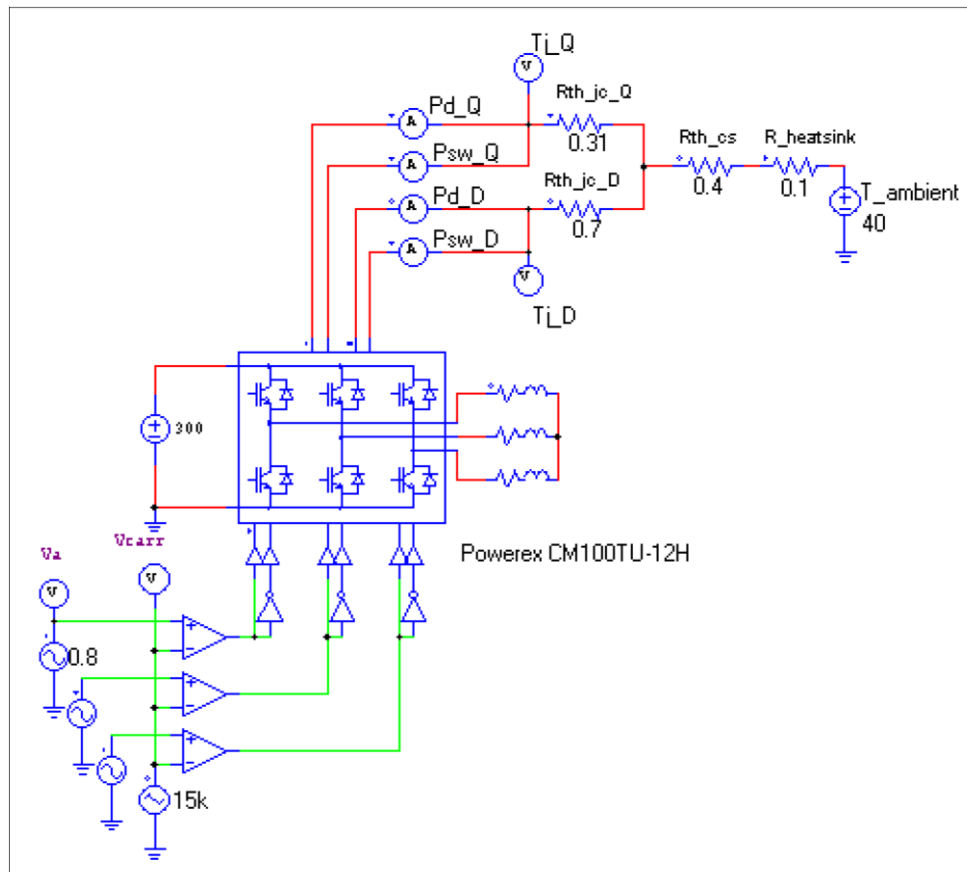 Tj_Q
Pd_Q
Rth_jc_Q
0.31
Psw_Q
Rth_cs
0.4
R_heatsink
0.1
Pd_D
Rth_jc_D
0.7
T_ambient
40
Psw_D
Tj_D
300
Powerex CM100TU-12H
Va
Vcarr
0.8
15k
V
A
A
A
A
V
V
V